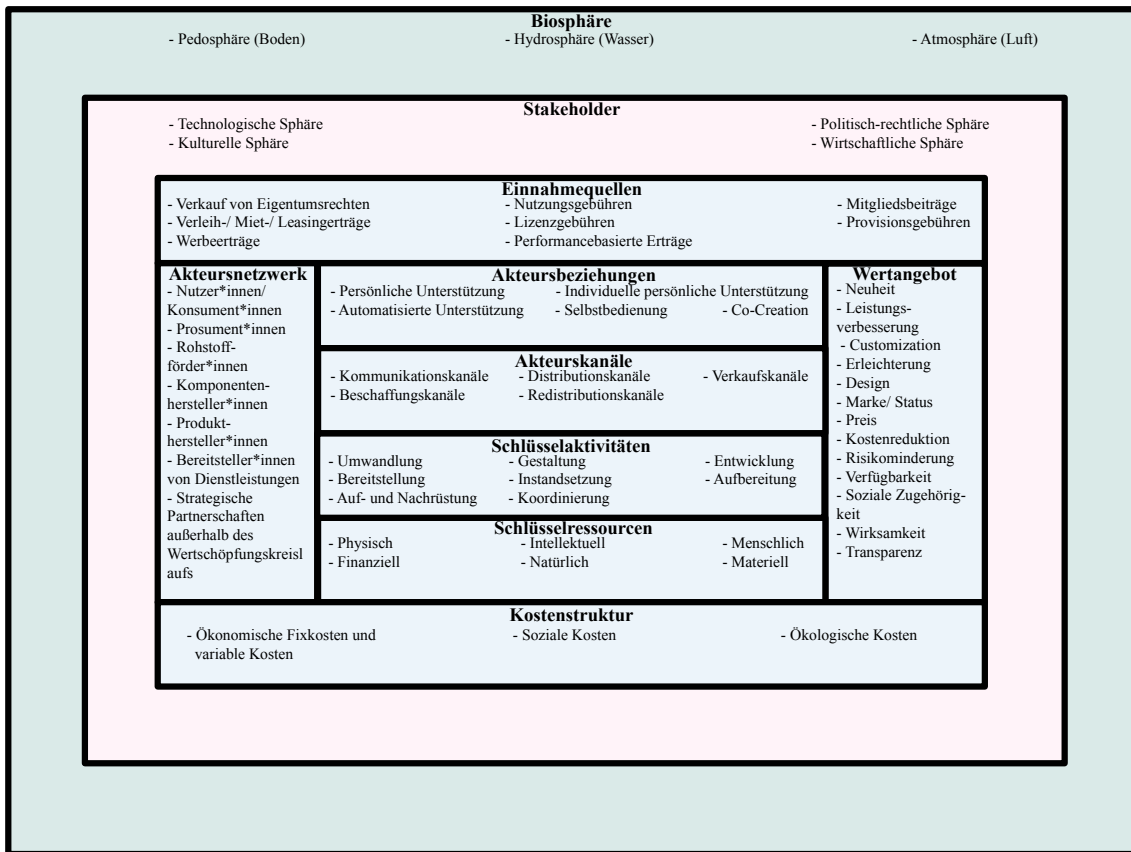 Biosphäre
- Pedosphäre (Boden) - Hydrosphäre (Wasser) - Atmosphäre (Luft)
Stakeholder
- Technologische Sphäre - Politisch-rechtliche Sphäre
- Kulturelle Sphäre - Wirtschaftliche Sphäre
Einnahmequellen
- Verkauf von Eigentumsrechten - Nutzungsgebühren - Mitgliedsbeiträge
- Verleih-/ Miet-/ Leasingerträge - Lizenzgebühren - Provisionsgebühren
- Werbeerträge - Performancebasierte Erträge
Akteursnetzwerk
- Nutzer*innen/
Konsument*innen
- Prosument*innen
- Rohstoff-
förder*innen
- Komponenten-
hersteller*innen
- Produkt-
hersteller*innen
- Bereitsteller*innen
von Dienstleistungen
- Strategische
Partnerschaften
außerhalb des
Wertschöpfungskreisl
aufs
Akteursbeziehungen
- Persönliche Unterstützung - Individuelle persönliche Unterstützung
- Automatisierte Unterstützung - Selbstbedienung - Co-Creation
Akteurskanäle
- Kommunikationskanäle - Distributionskanäle - Verkaufskanäle
- Beschaffungskanäle - Redistributionskanäle
Schlüsselaktivitäten
- Umwandlung - Gestaltung - Entwicklung
- Bereitstellung - Instandsetzung - Aufbereitung
- Auf- und Nachrüstung - Koordinierung
Schlüsselressourcen
- Physisch - Intellektuell - Menschlich
- Finanziell - Natürlich - Materiell
Wertangebot
- Neuheit
- Leistungs-
verbesserung
- Customization
- Erleichterung
- Design
- Marke/ Status
- Preis
- Kostenreduktion
- Risikominderung
- Verfügbarkeit
- Soziale Zugehörig-
keit
- Wirksamkeit
- Transparenz
Kostenstruktur
- Ökonomische Fixkosten und - Soziale Kosten - Ökologische Kosten
variable Kosten